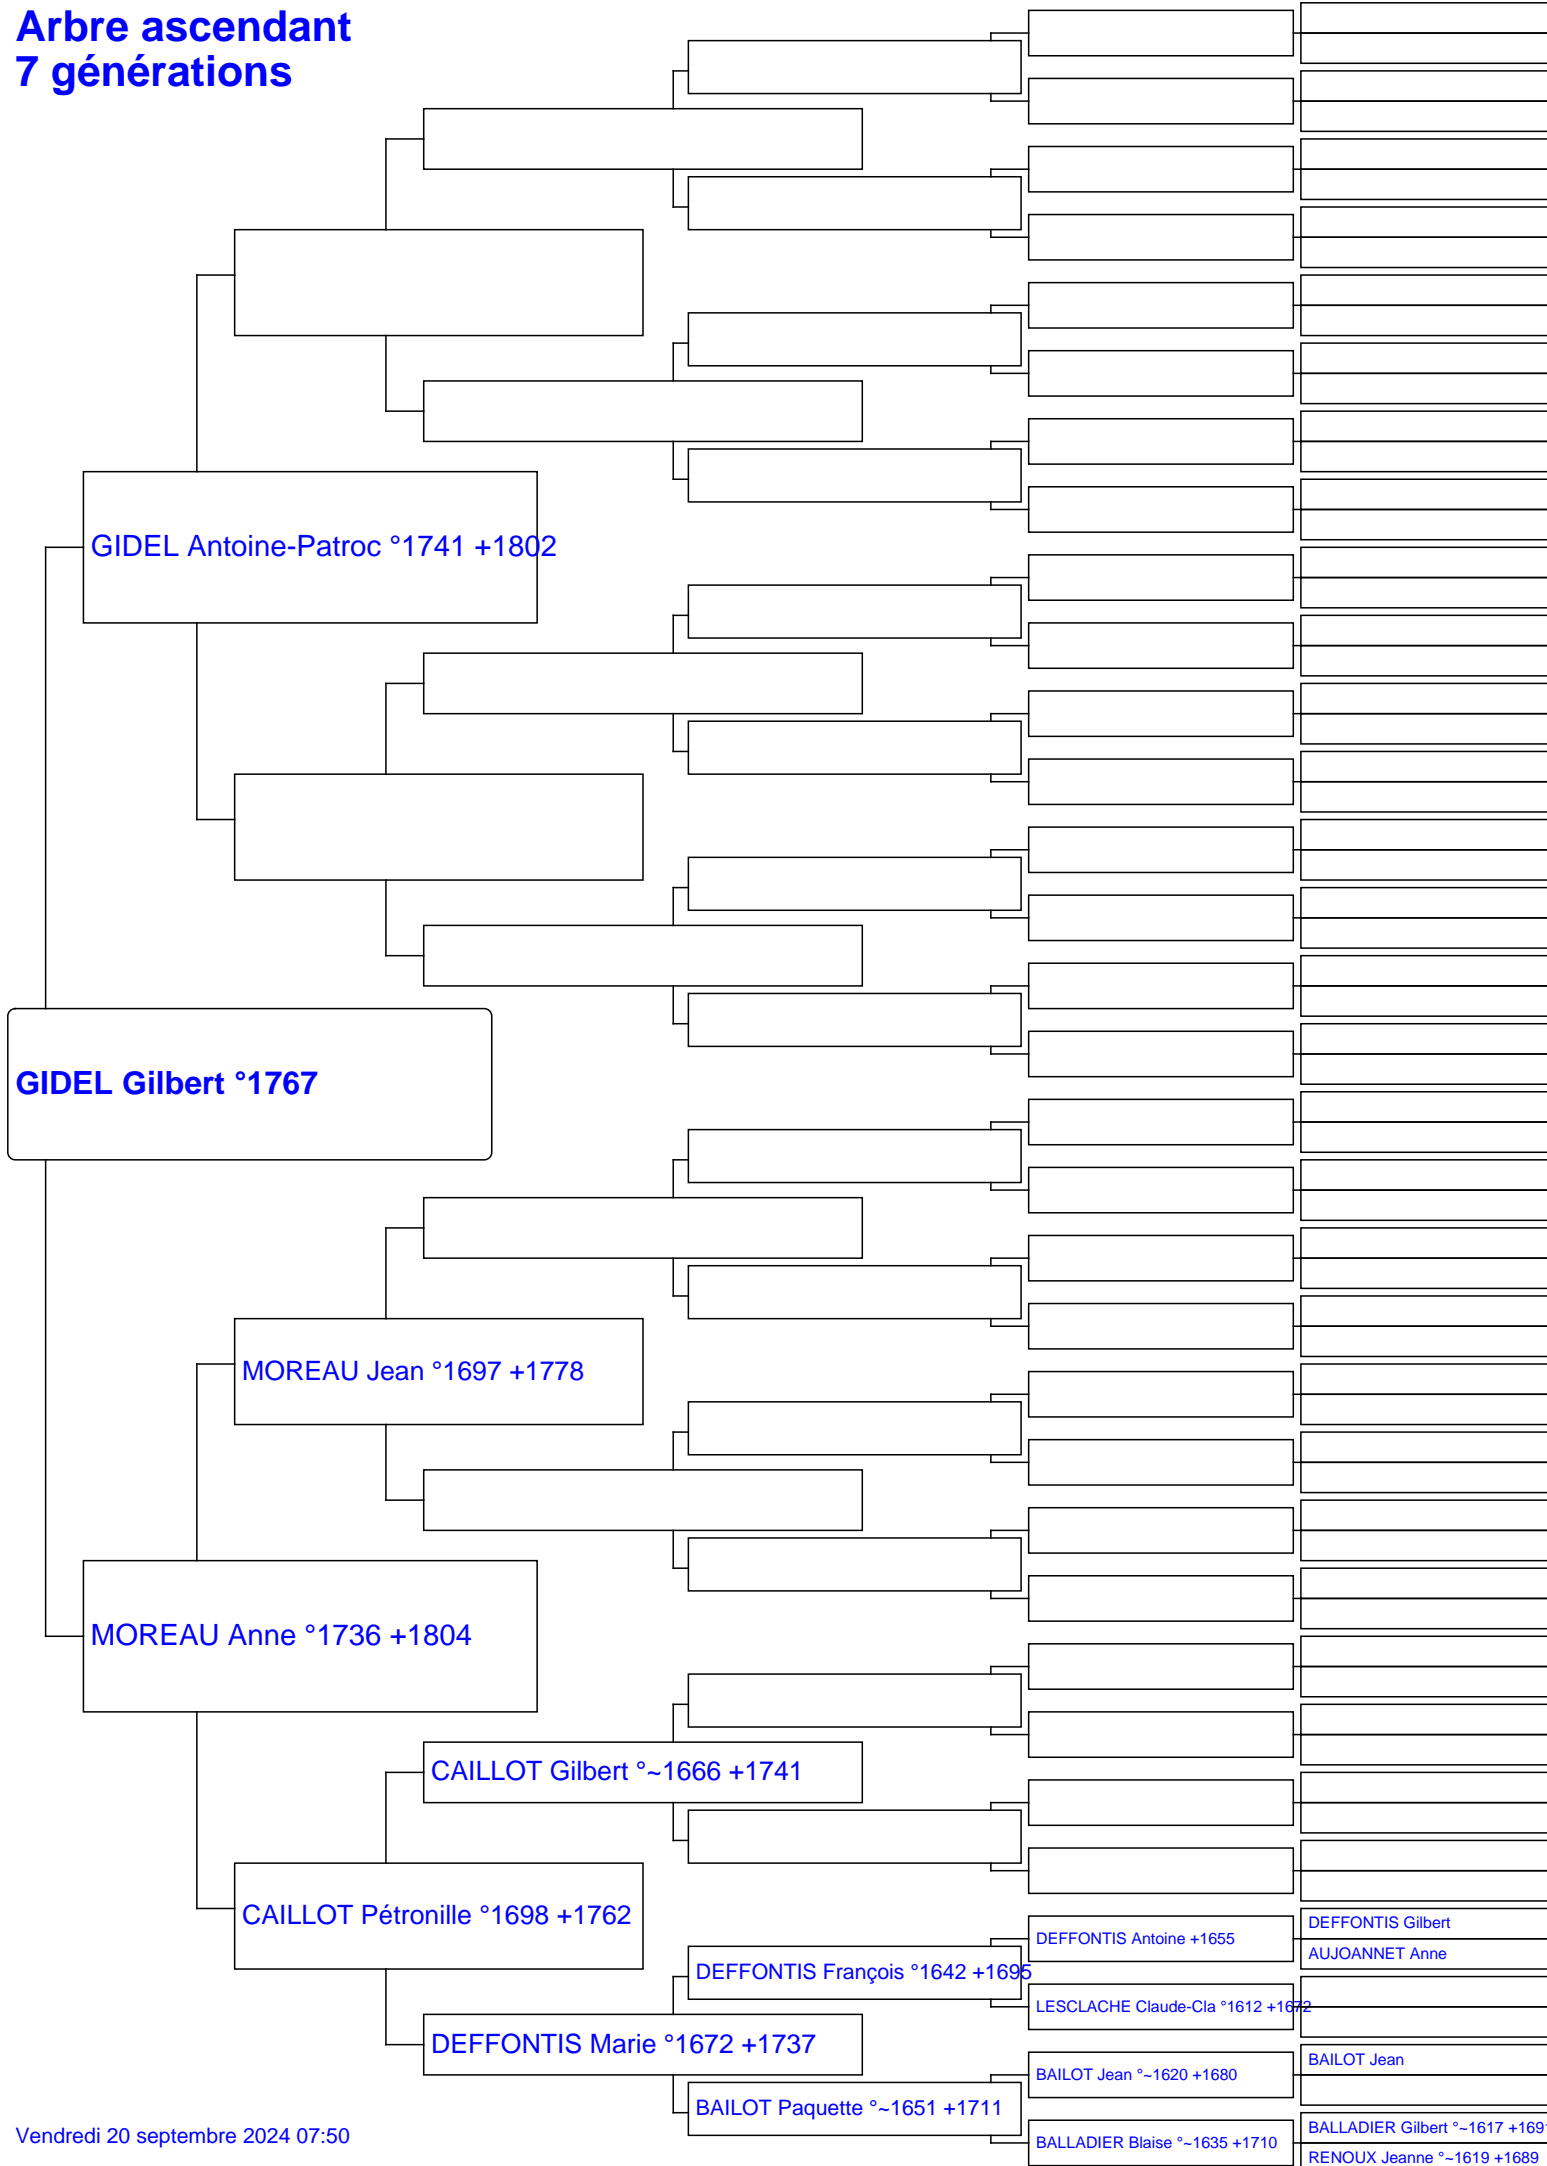 Arbre ascendant
7 générations
GIDEL Antoine-Patroc °1741 +1802
GIDEL Gilbert °1767
MOREAU Jean °1697 +1778
MOREAU Anne °1736 +1804
CAILLOT Gilbert °~1666 +1741
CAILLOT Pétronille °1698 +1762
DEFFONTIS Gilbert
DEFFONTIS Antoine +1655
AUJOANNET Anne
DEFFONTIS François °1642 +1695
LESCLACHE Claude-Cla °1612 +1672
DEFFONTIS Marie °1672 +1737
BAILOT Jean
BAILOT Jean °~1620 +1680
BAILOT Paquette °~1651 +1711
BALLADIER Gilbert °~1617 +1691
BALLADIER Blaise °~1635 +1710
RENOUX Jeanne °~1619 +1689
Vendredi 20 septembre 2024 07:50